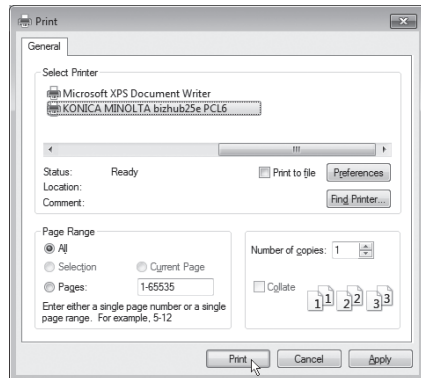 Print
General
Select Printer
Microsoft XPS Document Writer
KONICA MINOLTA bizhub25e PCL6
Status: Ready
Print to file
Preferences
Location:
Comment:
Find Printer...
Page Range
All
Selection
Current Page
Pages: 1-65535
Enter either a single page number or a single
page range. For example, 5-12
Number of copies: 1
Collate
1 1 2 2 3 3
Print
Cancel
Apply